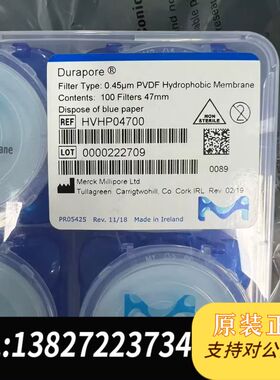 Durapore ®
Filter Type: 0.45µm PVDF Hydrophobic Membrane
Contents: 100 Filters 47mm
Dispose of blue paper
REF HVHP04700
NON STERILE
LOT 0000222709
0089
Merck Millipore Ltd
Tullagreen, Carrigtwohill, Co Cork IRL Rev. 02/19
PR05425 Rev. 11/18 Made in Ireland
:13827223734
原装正
支持对公